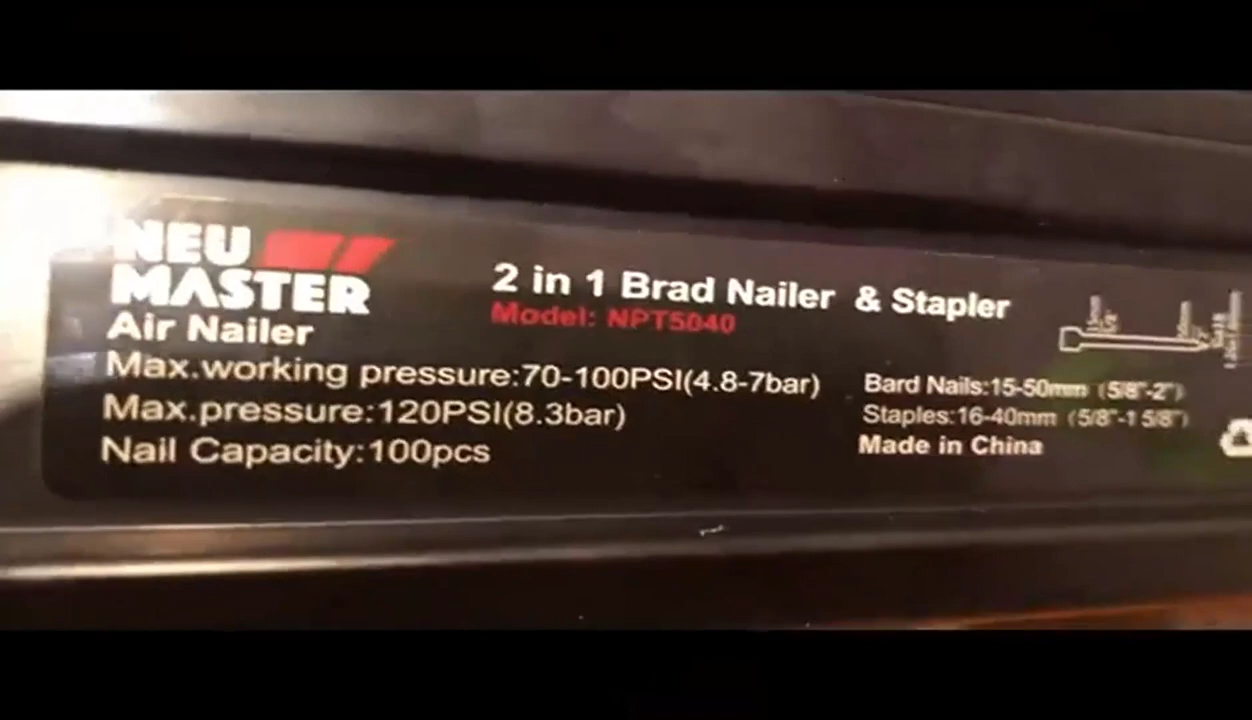 NEU
MASTER
Air Nailer
2 in 1 Brad Nailer & Stapler
Model: NPT5040
Max.working pressure:70-100PSI(4.8-7bar)
Max.pressure:120PSI(8.3bar)
Nail Capacity:100pcs
Bard Nails:15-50mm (5/8"-2")
Staples:16-40mm (5/8"-1 5/8")
Made in China